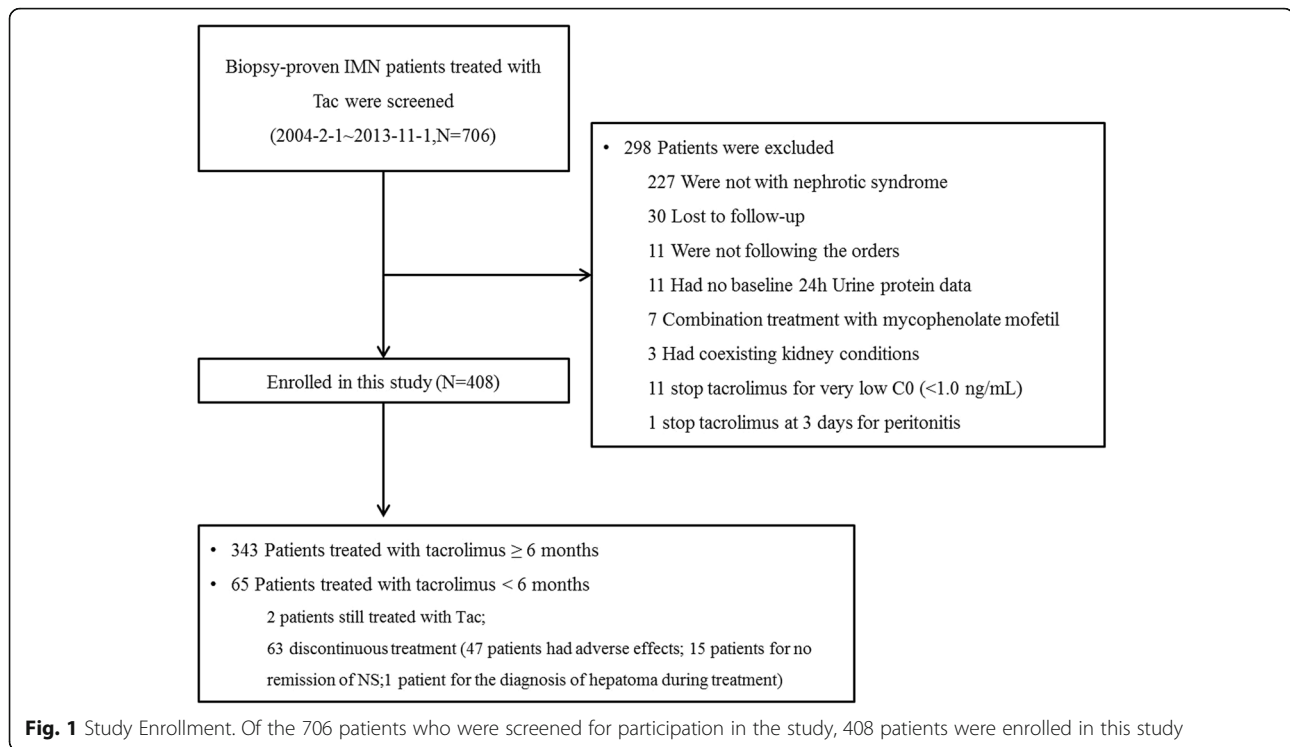 Biopsy-proven IMN patients treated with
Tac were screened
(2004-2-1~2013-11-1,N=706)
• 298 Patients were excluded
227 Were not with nephrotic syndrome
30 Lost to follow-up
11 Were not following the orders
11 Had no baseline 24h Urine protein data
7 Combination treatment with mycophenolate mofetil
3 Had coexisting kidney conditions
11 stop tacrolimus for very low C0 (<1.0 ng/mL)
1 stop tacrolimus at 3 days for peritonitis
Enrolled in this study (N=408)
• 343 Patients treated with tacrolimus ≥ 6 months
• 65 Patients treated with tacrolimus < 6 months
2 patients still treated with Tac;
63 discontinuous treatment (47 patients had adverse effects; 15 patients for no
remission of NS;1 patient for the diagnosis of hepatoma during treatment)
Fig. 1 Study Enrollment. Of the 706 patients who were screened for participation in the study, 408 patients were enrolled in this study